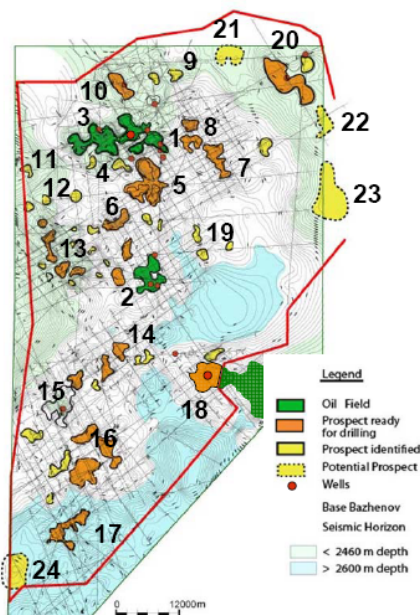 21
20
9
10
3
8
1
22
11
4
7
5
12
23
6
19
13
2
14
15
18
16
17
24
Legend
Oil Field
Prospect ready
for drilling
Prospect identified
Potential Prospect
Wells
Base Bazhenov
Seismic Horizon
< 2460 m depth
> 2600 m depth
0 12000m